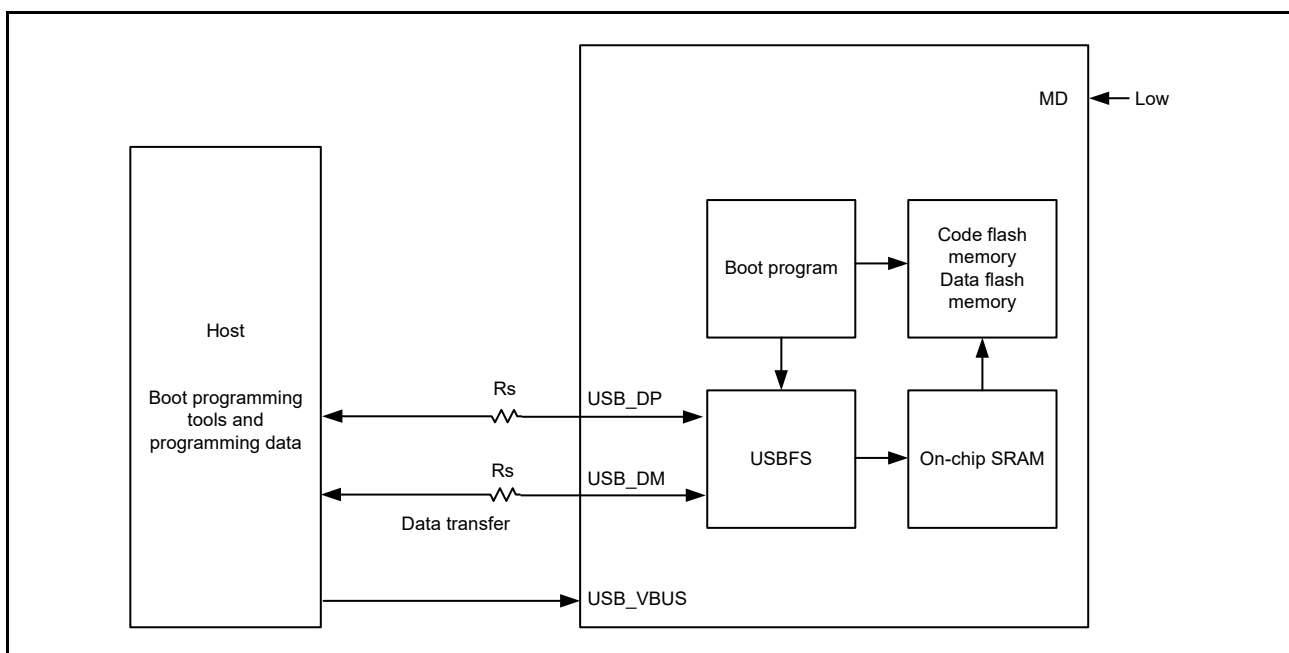 MD
Low
Host
Boot programming
tools and
programming data
Boot program
Code flash
memory
Data flash
memory
Rs
USB_DP
USBFS
On-chip SRAM
Rs
USB_DM
Data transfer
USB_VBUS